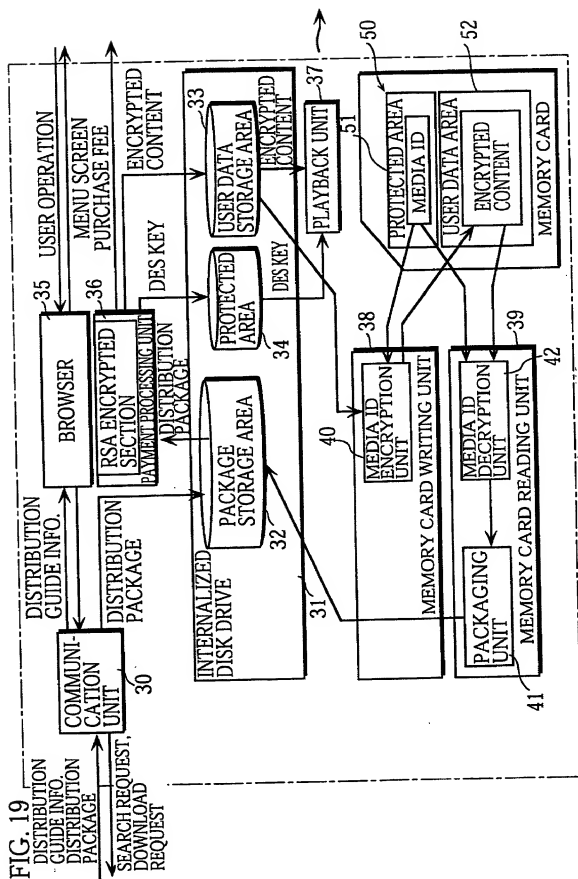 FIG. 19
DISTRIBUTION
GUIDE INFO.
DISTRIBUTION
PACKAGE
SEARCH REQUEST,
DOWNLOAD
REQUEST
COMMUNI-
CATION
UNIT
30
DISTRIBUTION
GUIDE INFO.
DISTRIBUTION
PACKAGE
35
BROWSER
36
RSA ENCRYPTED
SECTION
PAYMENT PROCESSING UNIT
DISTRIBUTION
PACKAGE
USER OPERATION
MENU SCREEN
PURCHASE FEE
ENCRYPTED
CONTENT
DES KEY
INTERNALIZED
DISK DRIVE
31
PACKAGE
STORAGE AREA
32
PROTECTED
AREA
34
33
USER DATA
STORAGE AREA
DES KEY
ENCRYPTED
CONTENT
37
PLAYBACK UNIT
38
40
MEDIA ID
ENCRYPTION
UNIT
MEMORY CARD WRITING UNIT
39
PACKAGING
UNIT
41
MEDIA ID
DECRYPTION
UNIT
42
MEMORY CARD READING UNIT
50
51
PROTECTED AREA
MEDIA ID
52
USER DATA AREA
ENCRYPTED
CONTENT
MEMORY CARD